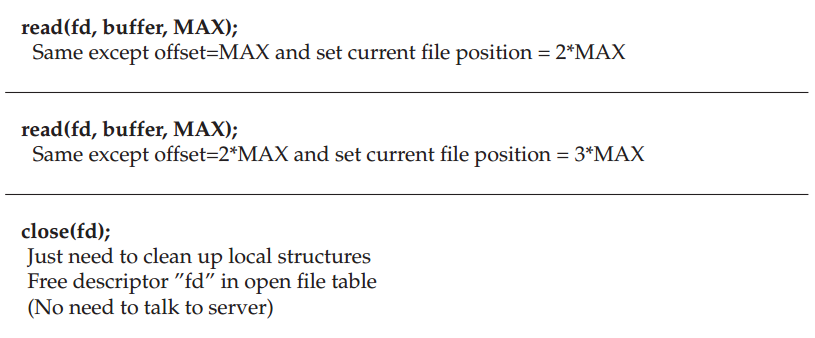 read(fd, buffer, MAX);
Same except offset=MAX and set current file position = 2*MAX
read(fd, buffer, MAX);
Same except offset=2*MAX and set current file position = 3*MAX
close(fd);
Just need to clean up local structures
Free descriptor ”fd” in open file table
(No need to talk to server)